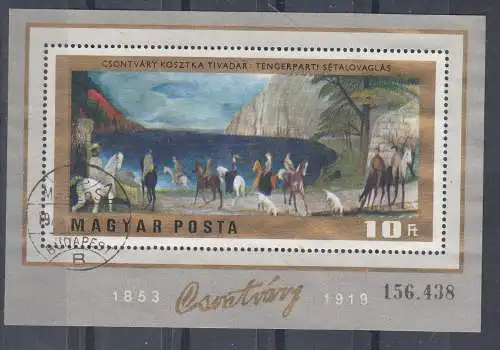 CSONTVÁRY KOSZTKA TIVADAR: TENGERPARTI SÉTALOVAGLÁS
MAGYAR POSTA 10 Ft
BUDAPEST
B
1853 Csontváry 1919 156.438